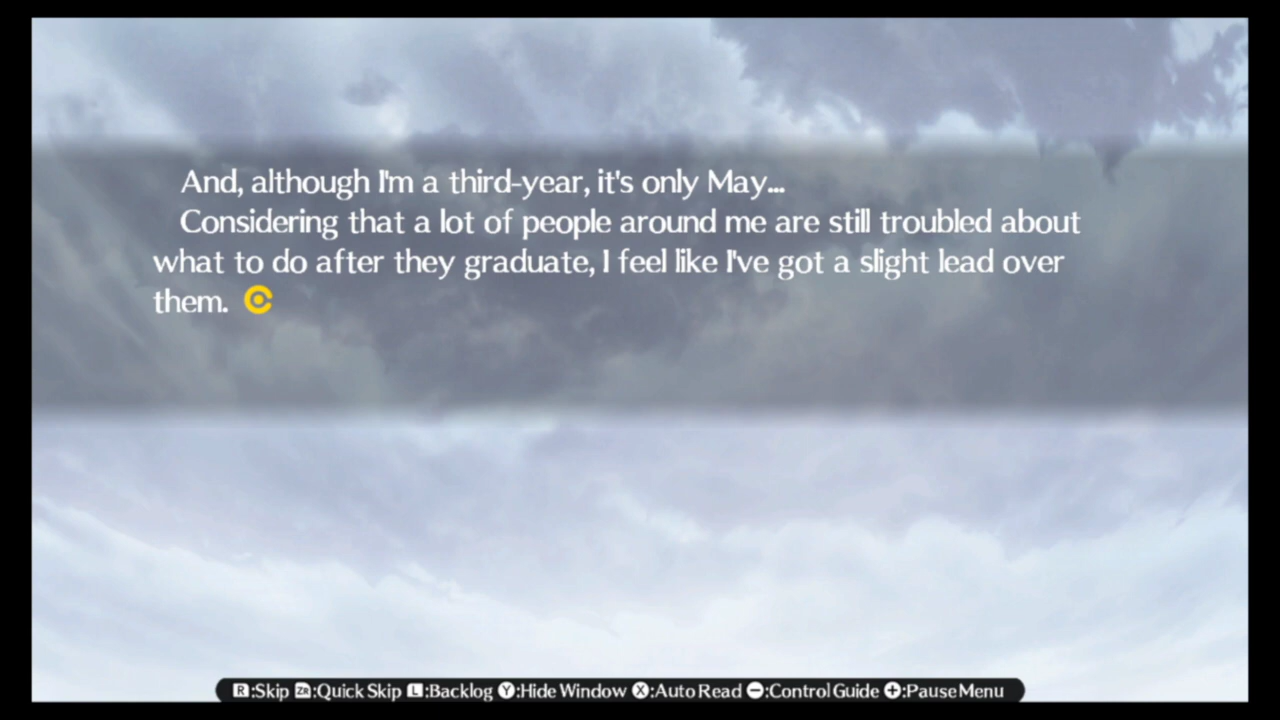 And, although I'm a third-year, it's only May...
Considering that a lot of people around me are still troubled about
what to do after they graduate, I feel like I've got a slight lead over
them.
R:Skip ZR:Quick Skip L:Backlog Y:Hide Window X:Auto Read -:Control Guide +:Pause Menu